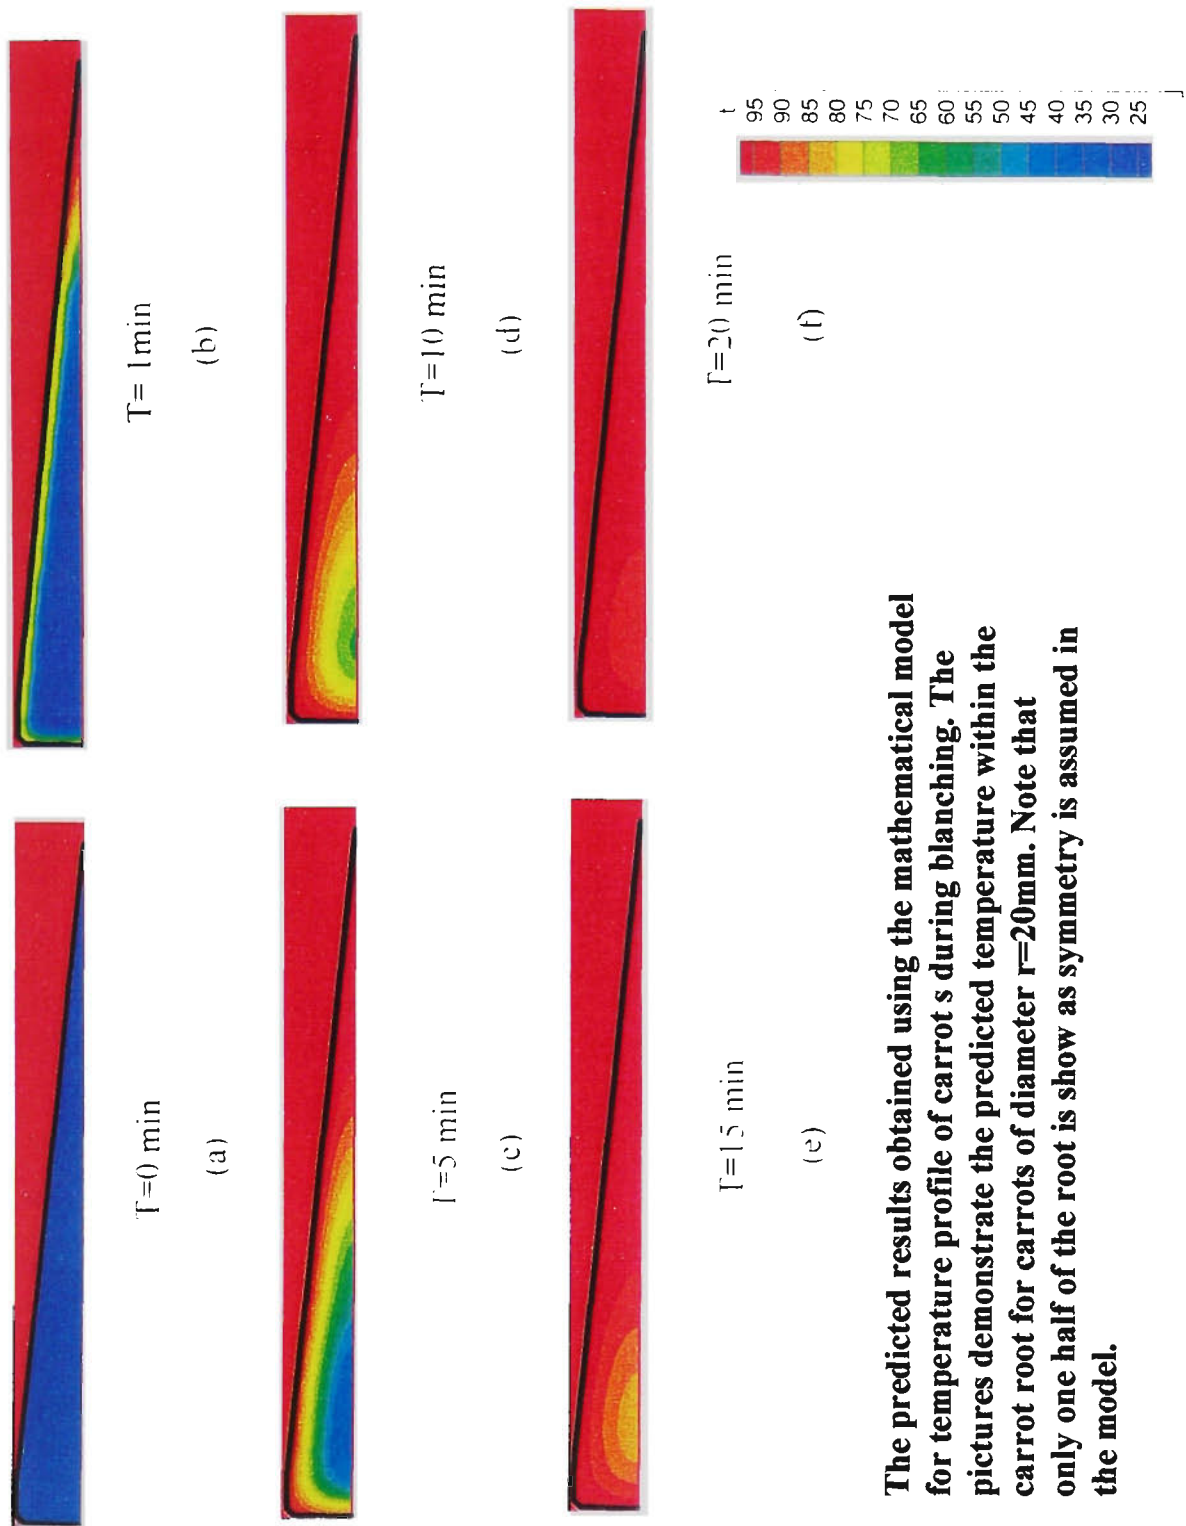 T=0 min
(a)
T= 1min
(b)
T=5 min
(c)
T=10 min
(d)
T=15 min
(e)
T=20 min
(f)
t
95
90
85
80
75
70
65
60
55
50
45
40
35
30
25
The predicted results obtained using the mathematical model
for temperature profile of carrot s during blanching. The
pictures demonstrate the predicted temperature within the
carrot root for carrots of diameter r=20mm. Note that
only one half of the root is show as symmetry is assumed in
the model.